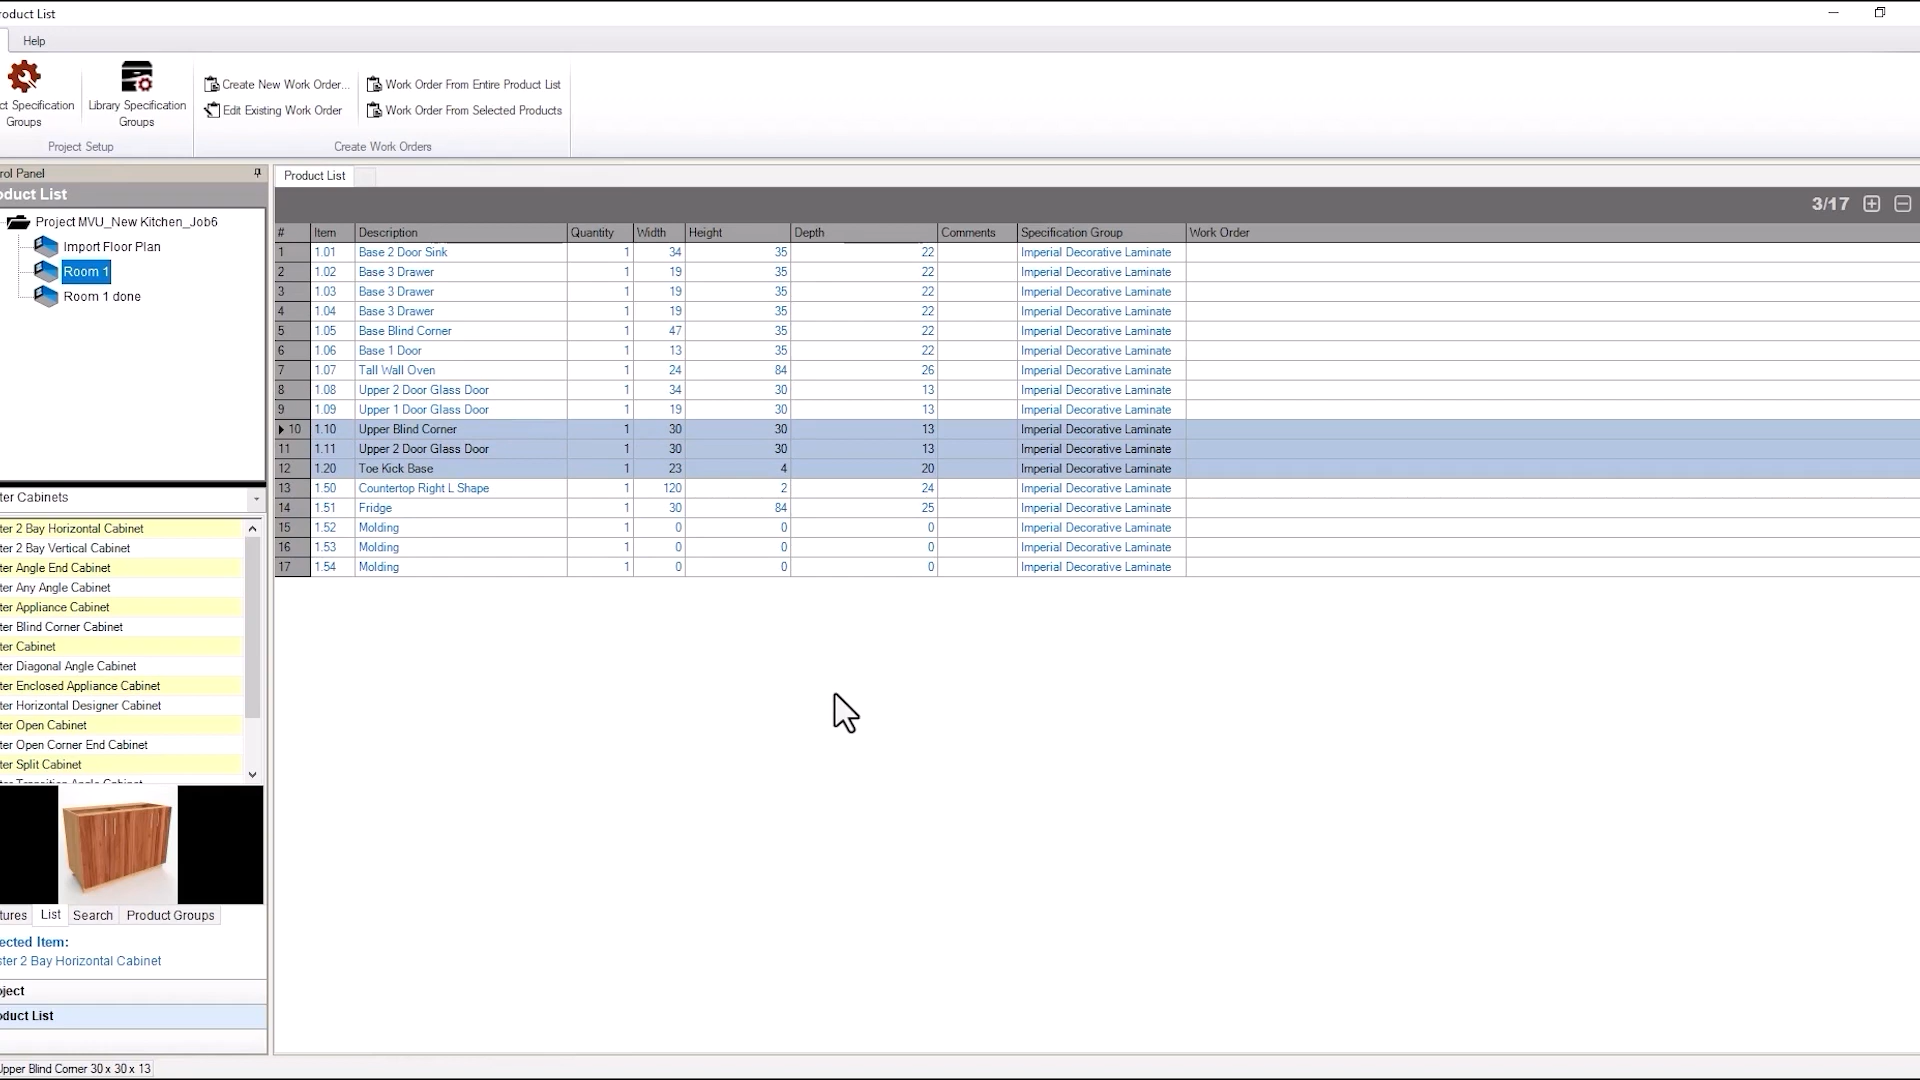 roduct List
Help
ct Specification Groups
Library Specification Groups
Project Setup
Create New Work Order...
Edit Existing Work Order
Work Order From Entire Product List
Work Order From Selected Products
Create Work Orders
rol Panel
oduct List
Project MVU_New Kitchen_Job6
Import Floor Plan
Room 1
Room 1 done
ter Cabinets
ter 2 Bay Horizontal Cabinet
ter 2 Bay Vertical Cabinet
ter Angle End Cabinet
ter Any Angle Cabinet
ter Appliance Cabinet
ter Blind Corner Cabinet
ter Cabinet
ter Diagonal Angle Cabinet
ter Enclosed Appliance Cabinet
ter Horizontal Designer Cabinet
ter Open Cabinet
ter Open Corner End Cabinet
ter Split Cabinet
ter Transition Angle Cabinet
tures List Search Product Groups
ected Item:
ster 2 Bay Horizontal Cabinet
oject
oduct List
Product List
3/17
# Item Description Quantity Width Height Depth Comments Specification Group Work Order
1 1.01 Base 2 Door Sink 1 34 35 22 Imperial Decorative Laminate
2 1.02 Base 3 Drawer 1 19 35 22 Imperial Decorative Laminate
3 1.03 Base 3 Drawer 1 19 35 22 Imperial Decorative Laminate
4 1.04 Base 3 Drawer 1 19 35 22 Imperial Decorative Laminate
5 1.05 Base Blind Corner 1 47 35 22 Imperial Decorative Laminate
6 1.06 Base 1 Door 1 13 35 22 Imperial Decorative Laminate
7 1.07 Tall Wall Oven 1 24 84 26 Imperial Decorative Laminate
8 1.08 Upper 2 Door Glass Door 1 34 30 13 Imperial Decorative Laminate
9 1.09 Upper 1 Door Glass Door 1 19 30 13 Imperial Decorative Laminate
10 1.10 Upper Blind Corner 1 30 30 13 Imperial Decorative Laminate
11 1.11 Upper 2 Door Glass Door 1 30 30 13 Imperial Decorative Laminate
12 1.20 Toe Kick Base 1 23 4 20 Imperial Decorative Laminate
13 1.50 Countertop Right L Shape 1 120 2 24 Imperial Decorative Laminate
14 1.51 Fridge 1 30 84 25 Imperial Decorative Laminate
15 1.52 Molding 1 0 0 0 Imperial Decorative Laminate
16 1.53 Molding 1 0 0 0 Imperial Decorative Laminate
17 1.54 Molding 1 0 0 0 Imperial Decorative Laminate
Upper Blind Corner 30 x 30 x 13